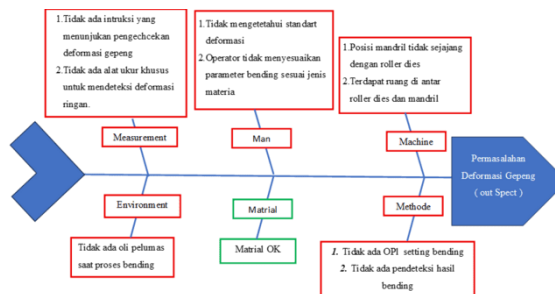 1.Tidak ada intruksi yang
menunjukan pengechcekan
deformasi gepeng
2.Tidak ada alat ukur khusus
untuk mendeteksi deformasi
ringan.
1.Tidak mengetetahui standart
deformasi
2.Operator tidak menyesuaikan
parameter bending sesuai jenis
materia
1.Posisi mandril tidak sejajang
dengan roller dies
2.Terdapat ruang di antar
roller dies dan mandril
Measurement
Man
Machine
Permasalahan
Deformasi Gepeng
( out Spect )
Environment
Matrial
Methode
Tidak ada oli pelumas
saat proses bending
Matrial OK
1. Tidak ada OPI setting bending
2. Tidak ada pendeteksi hasil
bending